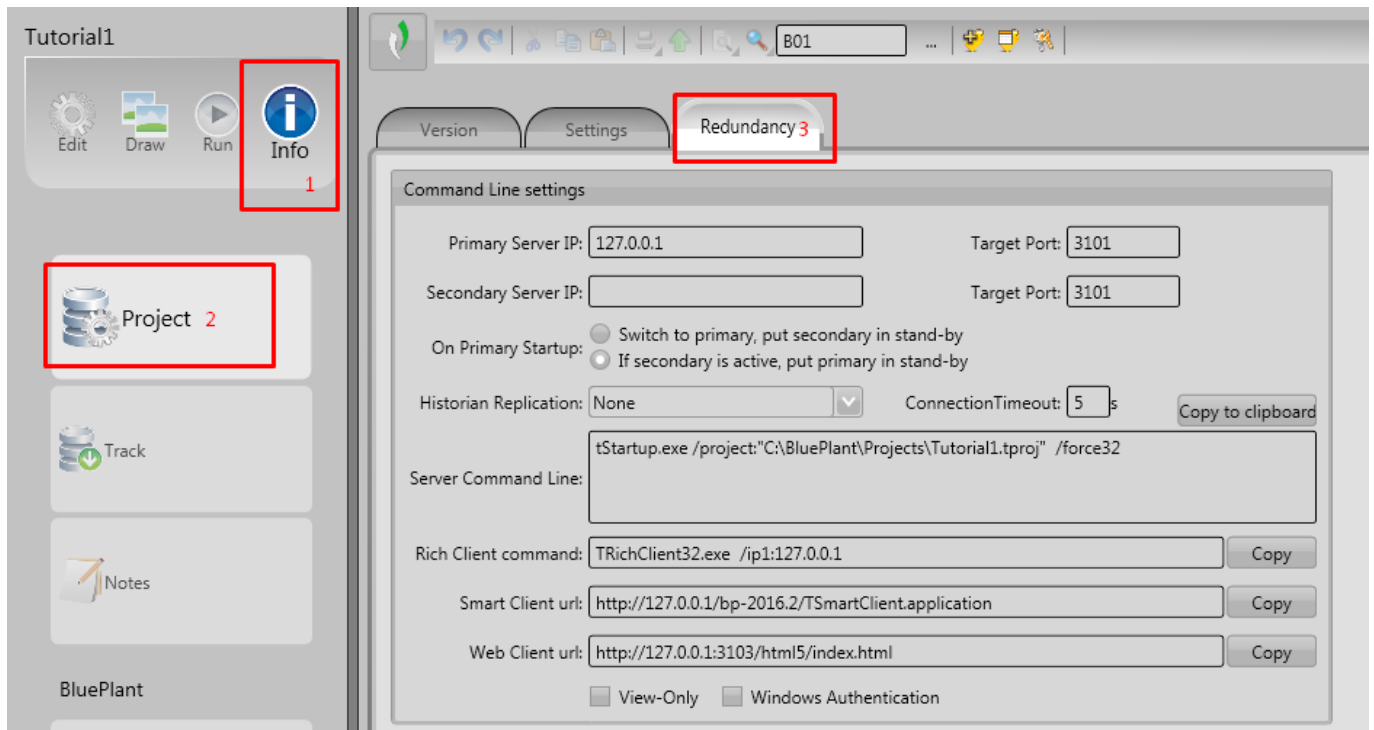 Tutorial1
Edit
Draw
Run
Info
1
Project 2
Track
Notes
BluePlant
B01
...
Version
Settings
Redundancy 3
Command Line settings
Primary Server IP: 127.0.0.1 Target Port: 3101
Secondary Server IP: Target Port: 3101
On Primary Startup:
Switch to primary, put secondary in stand-by
If secondary is active, put primary in stand-by
Historian Replication: None ConnectionTimeout: 5 s
Copy to clipboard
Server Command Line: tStartup.exe /project:"C:\BluePlant\Projects\Tutorial1.tproj" /force32
Rich Client command: TRichClient32.exe /ip1:127.0.0.1 Copy
Smart Client url: http://127.0.0.1/bp-2016.2/TSmartClient.application Copy
Web Client url: http://127.0.0.1:3103/html5/index.html Copy
View-Only Windows Authentication